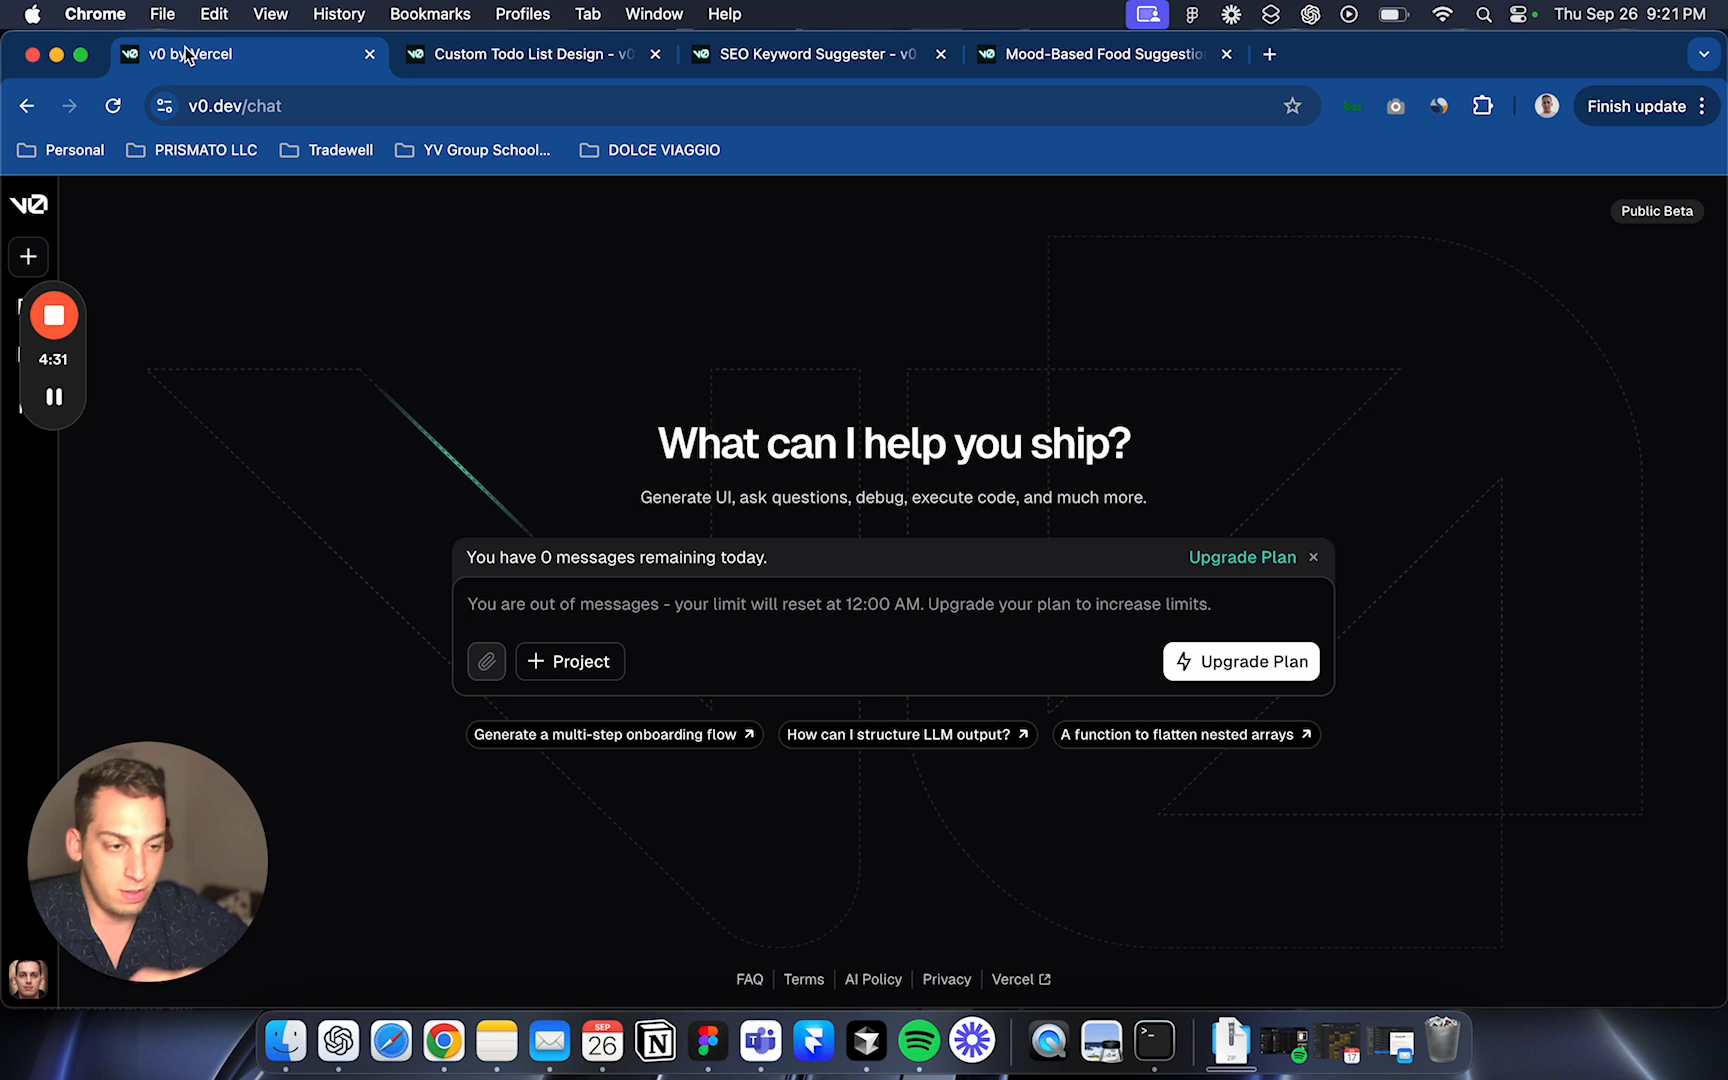 Chrome File Edit View History Bookmarks Profiles Tab Window Help Thu Sep 26 9:21 PM
v0 by Vercel Custom Todo List Design - v0 SEO Keyword Suggester - v0 Mood-Based Food Suggestio
v0.dev/chat Finish update
Personal PRISMATO LLC Tradewell YV Group School... DOLCE VIAGGIO
v0
Public Beta
4:31
What can I help you ship?
Generate UI, ask questions, debug, execute code, and much more.
You have 0 messages remaining today. Upgrade Plan
You are out of messages - your limit will reset at 12:00 AM. Upgrade your plan to increase limits.
Project Upgrade Plan
Generate a multi-step onboarding flow How can I structure LLM output? A function to flatten nested arrays
FAQ Terms AI Policy Privacy Vercel
SEP
26
ZIP
17